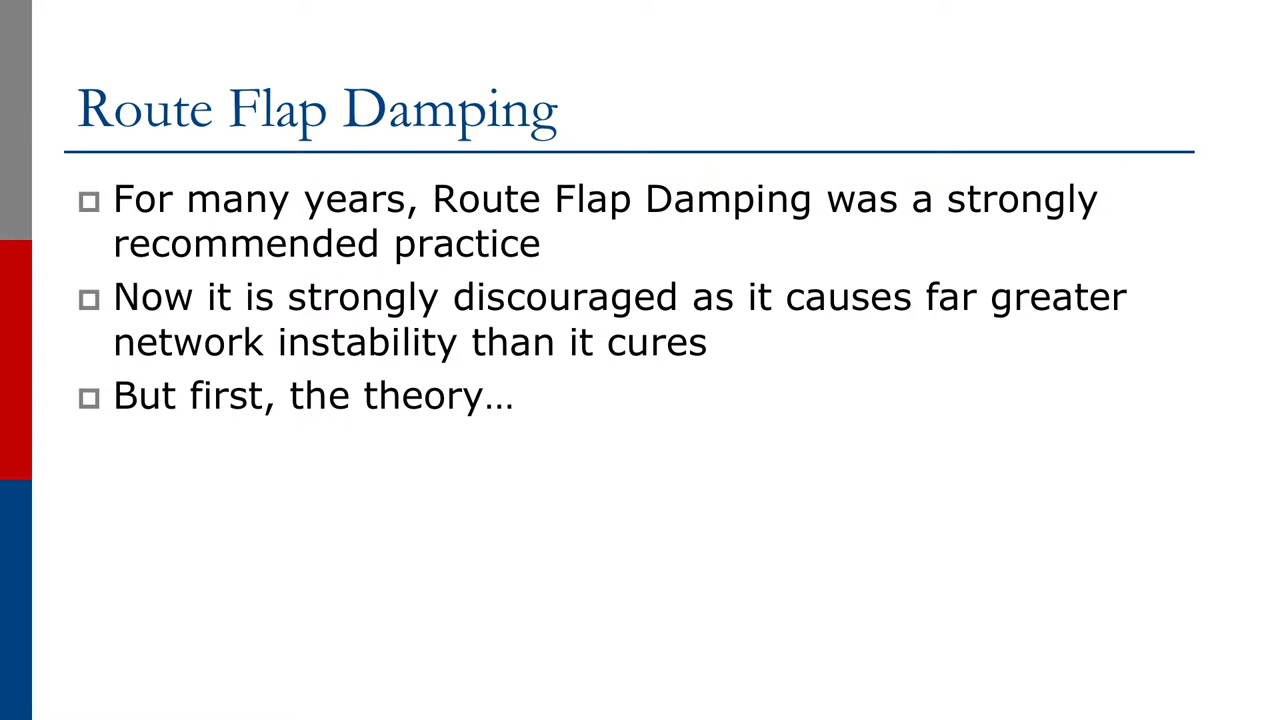 Route Flap Damping
For many years, Route Flap Damping was a strongly
recommended practice
Now it is strongly discouraged as it causes far greater
network instability than it cures
But first, the theory…